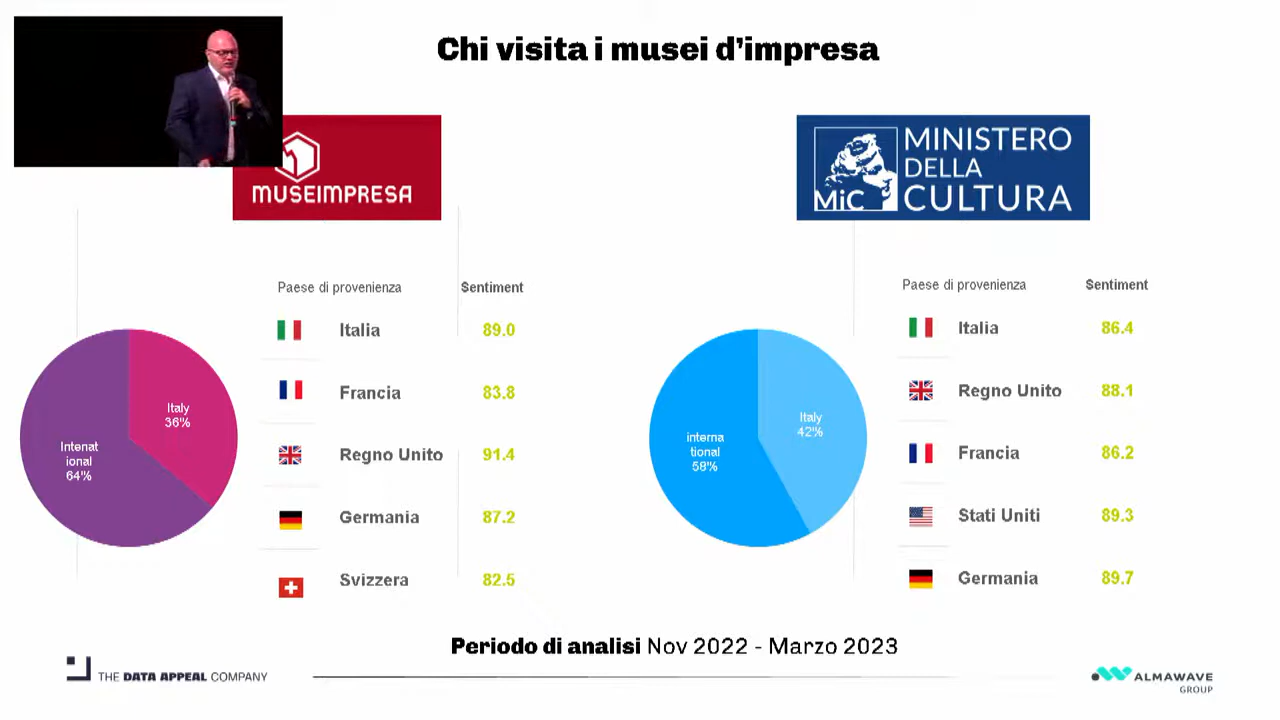 Chi visita i musei d'impresa
MUSEIMPRESA
MiC
MINISTERO
DELLA
CULTURA
Paese di provenienza Sentiment
Italia 89.0
Francia 83.8
Regno Unito 91.4
Germania 87.2
Svizzera 82.5
Italy
36%
Intenat
ional
64%
Paese di provenienza Sentiment
Italia 86.4
Regno Unito 88.1
Francia 86.2
Stati Uniti 89.3
Germania 89.7
Italy
42%
interna
tional
58%
Periodo di analisi Nov 2022 - Marzo 2023
THE DATA APPEAL COMPANY
ALMAWAVE
GROUP